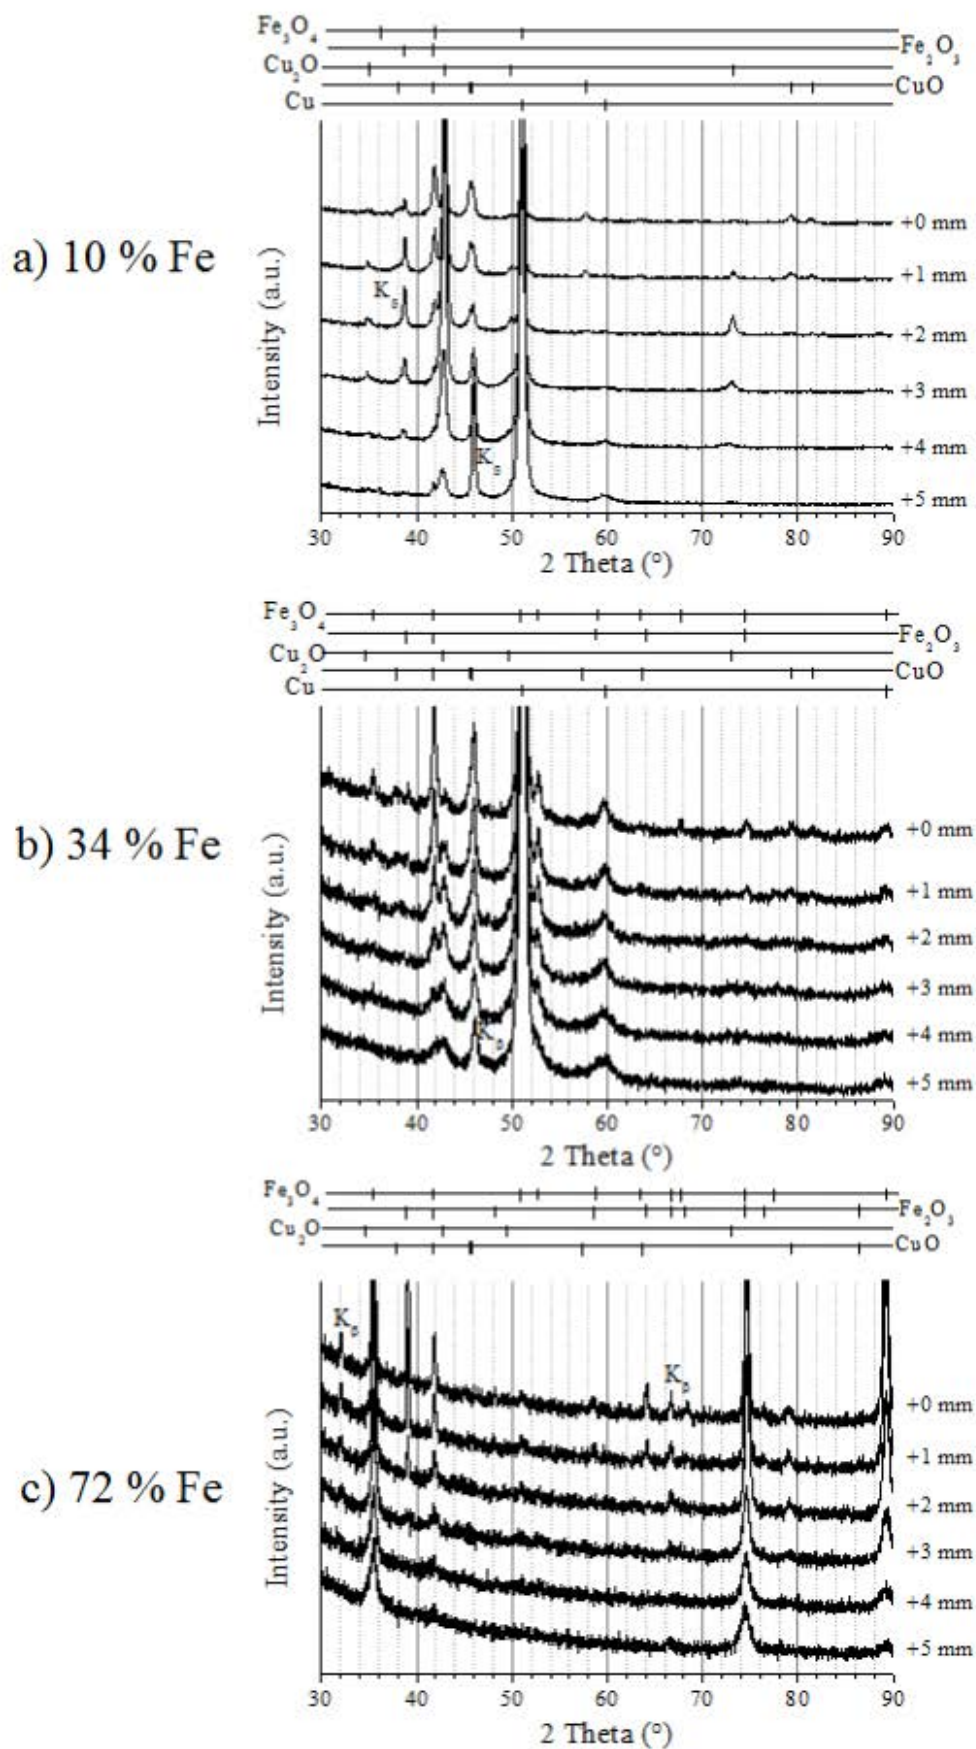 Fe₃O₄
Fe₂O₃
Cu₂O
CuO
Cu
a) 10 % Fe
Intensity (a.u.)
Kᵦ
Kᵦ
+0 mm
+1 mm
+2 mm
+3 mm
+4 mm
+5 mm
30 40 50 60 70 80 90
2 Theta (°)
Fe₃O₄
Fe₂O₃
Cu₂O
CuO
Cu
b) 34 % Fe
Intensity (a.u.)
Kᵦ
+0 mm
+1 mm
+2 mm
+3 mm
+4 mm
+5 mm
30 40 50 60 70 80 90
2 Theta (°)
Fe₃O₄
Fe₂O₃
Cu₂O
CuO
c) 72 % Fe
Intensity (a.u.)
Kᵦ
Kᵦ
+0 mm
+1 mm
+2 mm
+3 mm
+4 mm
+5 mm
30 40 50 60 70 80 90
2 Theta (°)